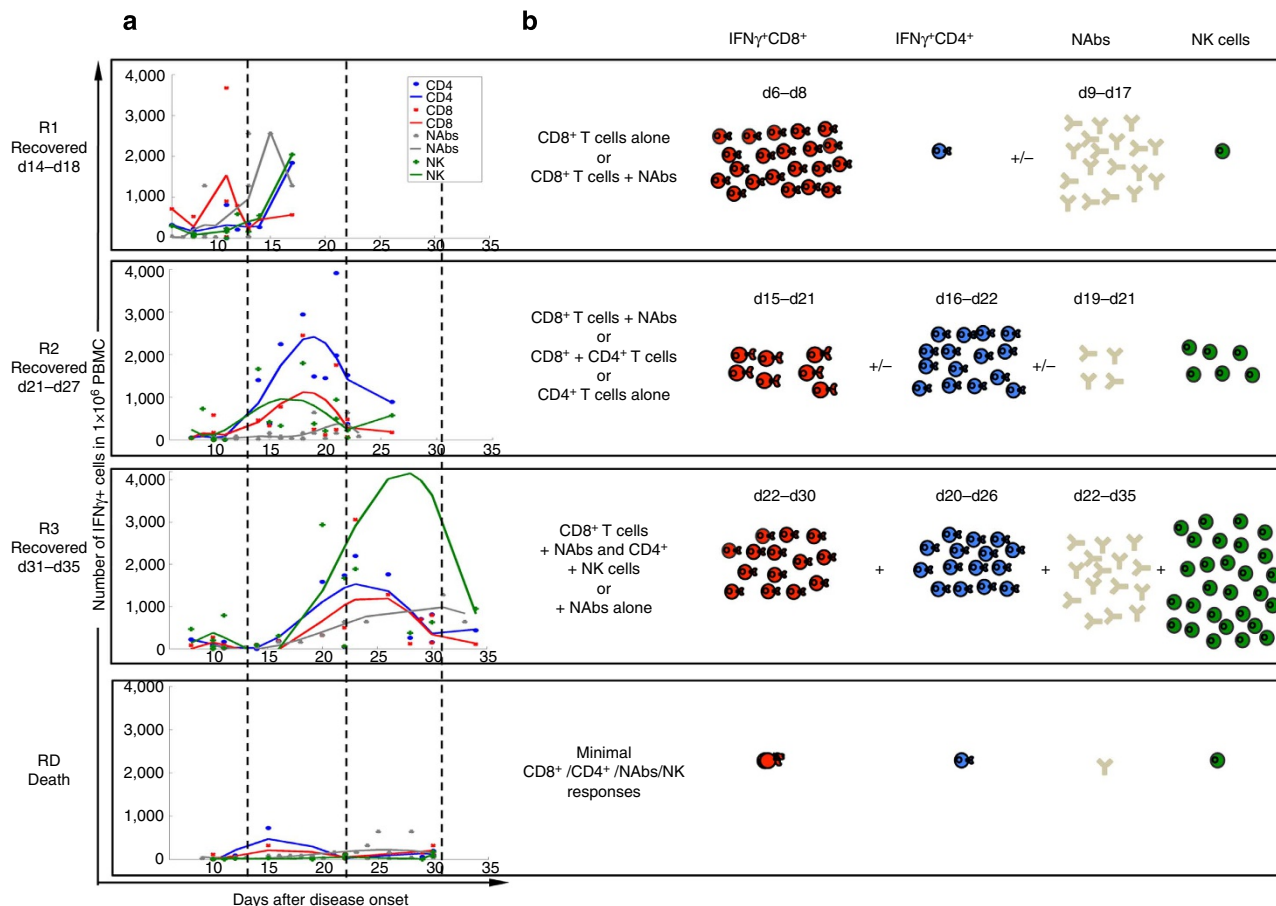 a
b
IFNγ⁺CD8⁺
IFNγ⁺CD4⁺
NAbs
NK cells
Number of IFNγ+ cells in 1×10⁶ PBMC
R1
Recovered
d14–d18
4,000
3,000
2,000
1,000
0
10
15
20
25
30
35
CD4
CD4
CD8
CD8
NAbs
NAbs
NK
NK
CD8⁺ T cells alone
or
CD8⁺ T cells + NAbs
d6–d8
+/–
d9–d17
R2
Recovered
d21–d27
4,000
3,000
2,000
1,000
0
10
15
20
25
30
35
CD8⁺ T cells + NAbs
or
CD8⁺ + CD4⁺ T cells
or
CD4⁺ T cells alone
d15–d21
+/–
d16–d22
+/–
d19–d21
R3
Recovered
d31–d35
4,000
3,000
2,000
1,000
0
10
15
20
25
30
35
CD8⁺ T cells
+ NAbs and CD4⁺
+ NK cells
or
+ NAbs alone
d22–d30
+
d20–d26
+
d22–d35
+
RD
Death
4,000
3,000
2,000
1,000
0
10
15
20
25
30
35
Minimal
CD8⁺ /CD4⁺ /NAbs/NK
responses
Days after disease onset